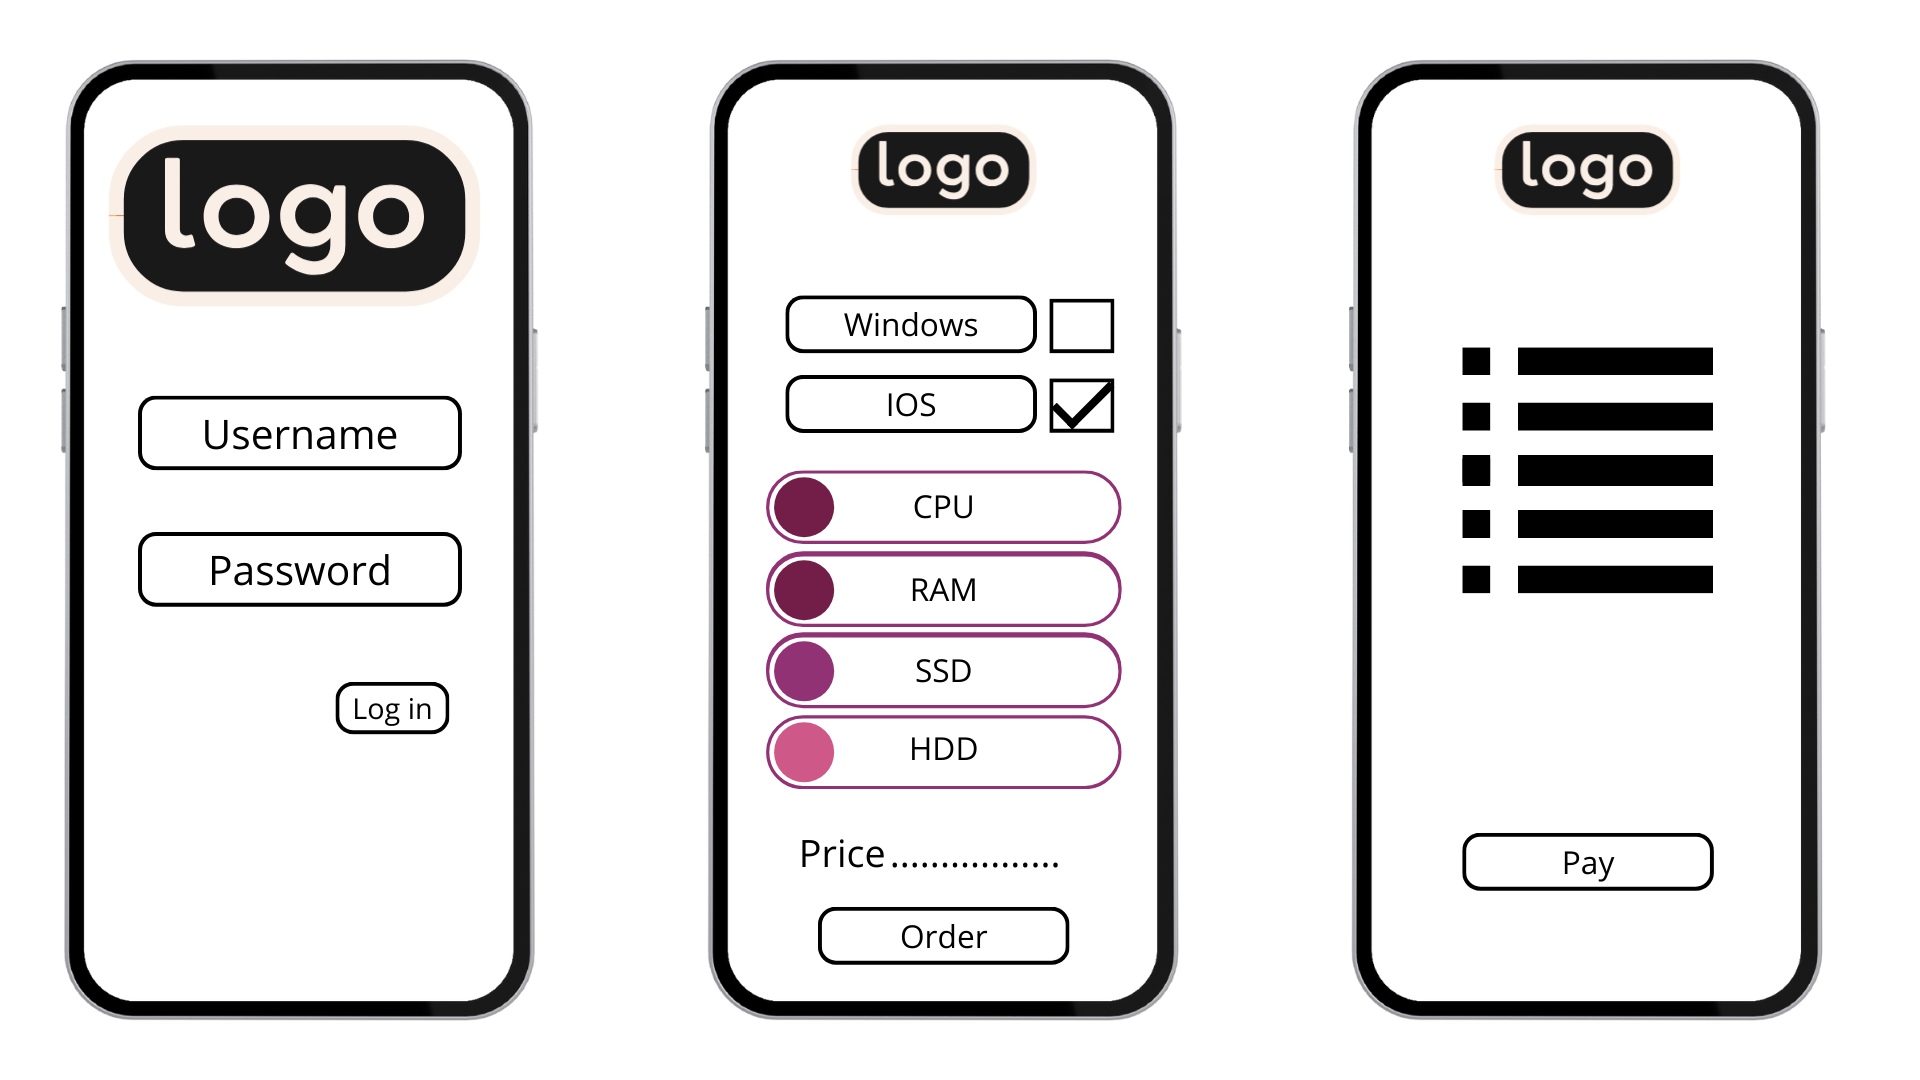 logo
Username
Password
Log in
logo
Windows
IOS
CPU
RAM
SSD
HDD
Price.................
Order
logo
Pay